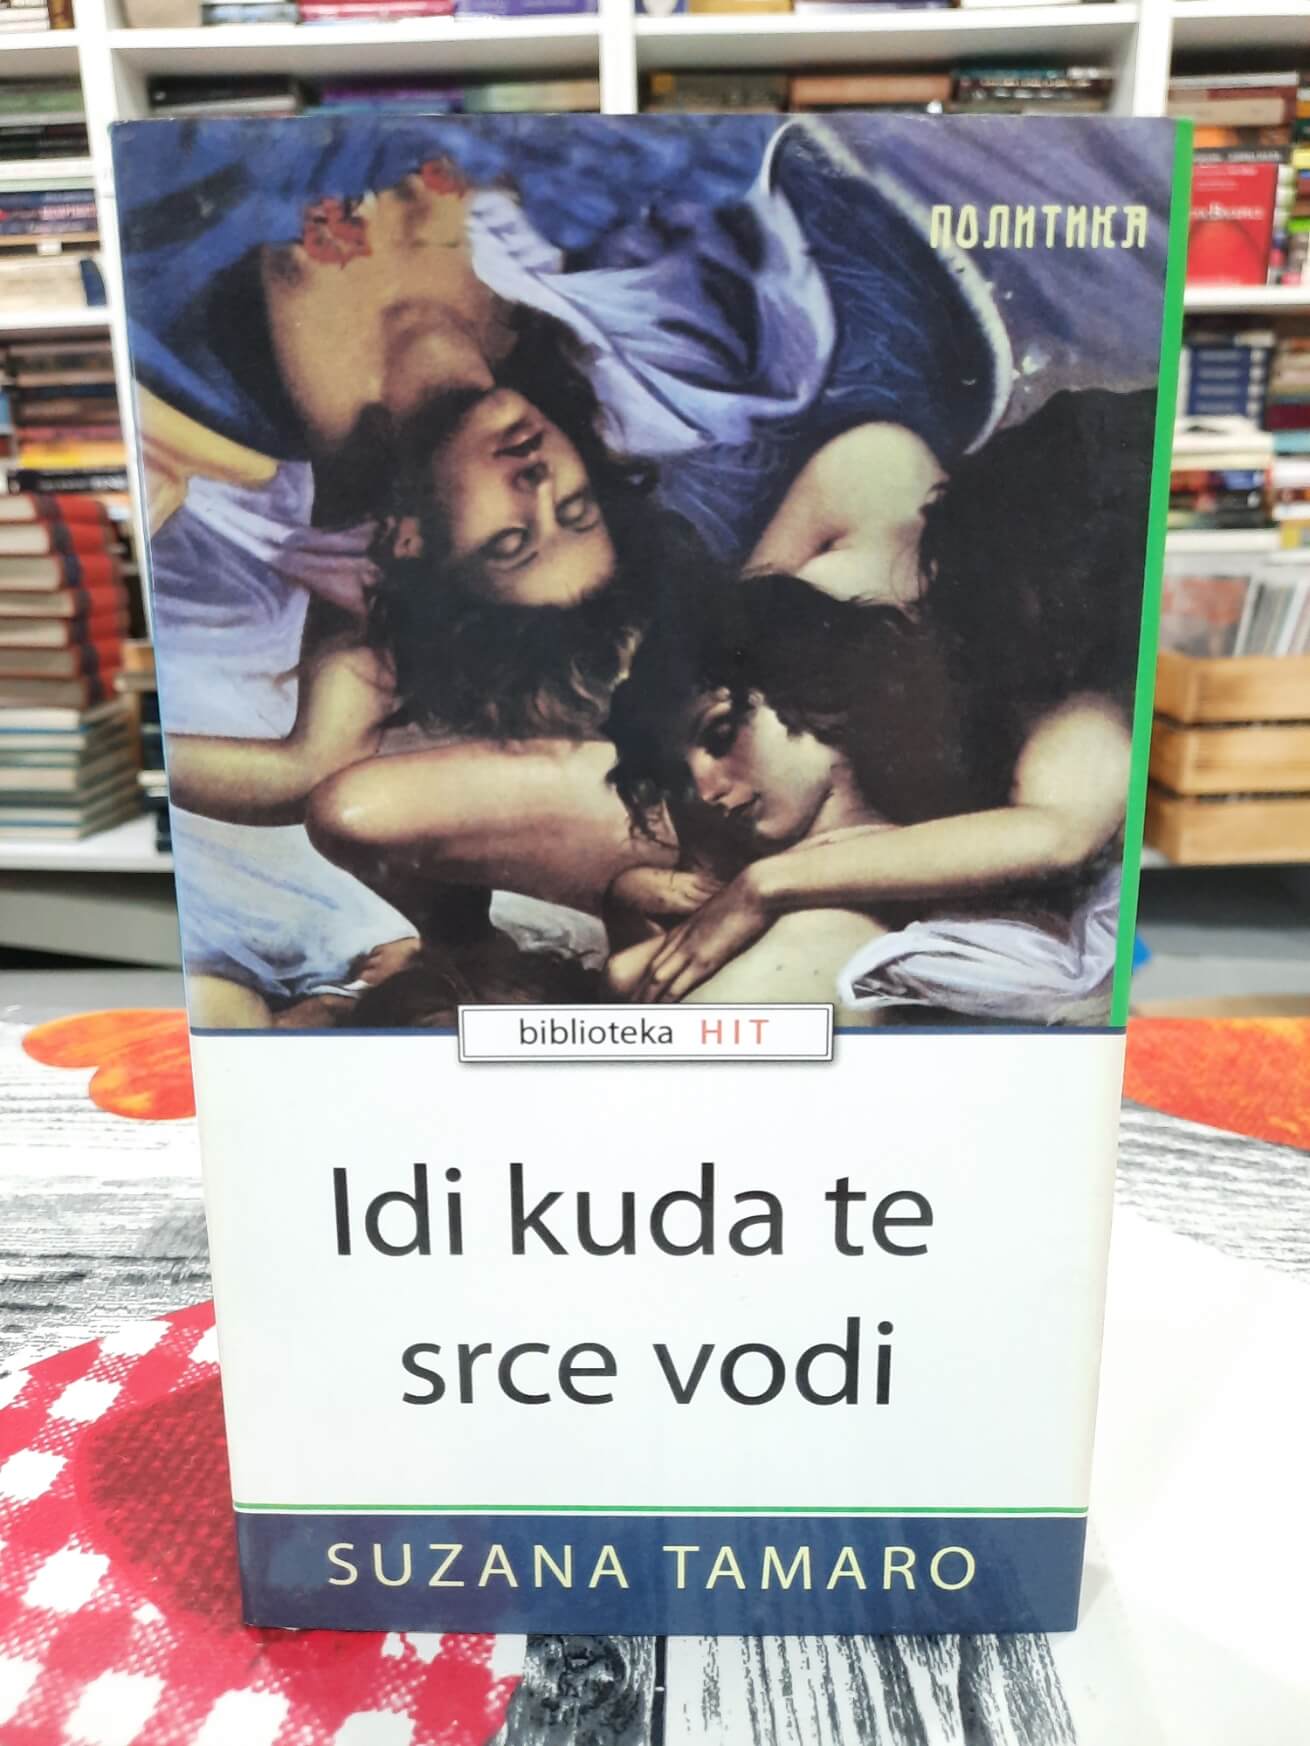 ПОЛИТИКА
biblioteka HIT
Idi kuda te
srce vodi
SUZANA TAMARO